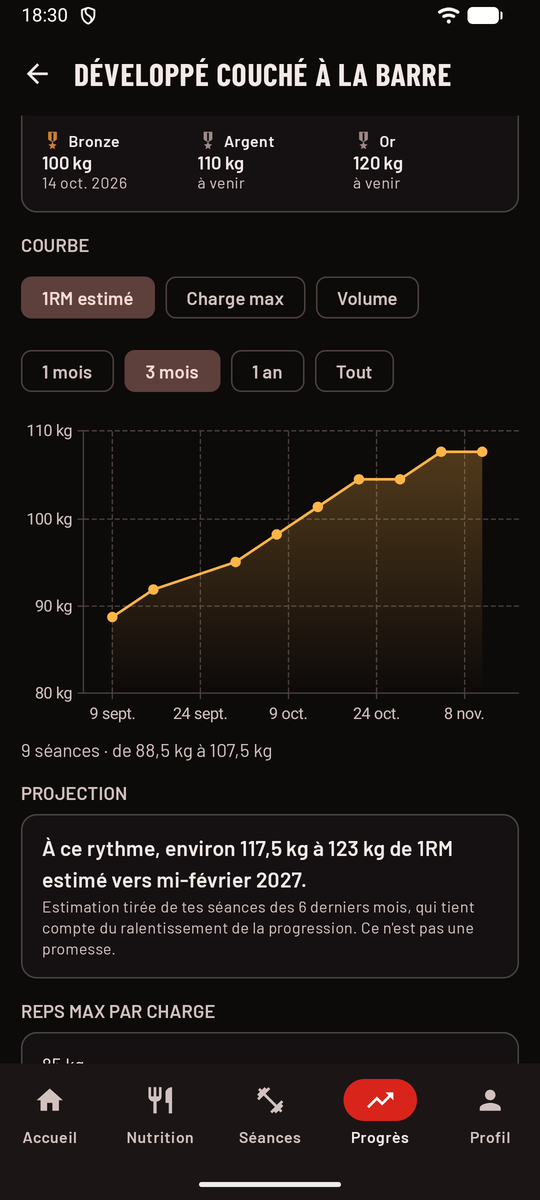 18:30
DÉVELOPPÉ COUCHÉ À LA BARRE
Bronze
100 kg
14 oct. 2026
Argent
110 kg
à venir
Or
120 kg
à venir
COURBE
1RM estimé
Charge max
Volume
1 mois
3 mois
1 an
Tout
110 kg
100 kg
90 kg
80 kg
9 sept.
24 sept.
9 oct.
24 oct.
8 nov.
9 séances · de 88,5 kg à 107,5 kg
PROJECTION
À ce rythme, environ 117,5 kg à 123 kg de 1RM
estimé vers mi-février 2027.
Estimation tirée de tes séances des 6 derniers mois, qui tient
compte du ralentissement de la progression. Ce n'est pas une
promesse.
REPS MAX PAR CHARGE
85 kg
Accueil
Nutrition
Séances
Progrès
Profil